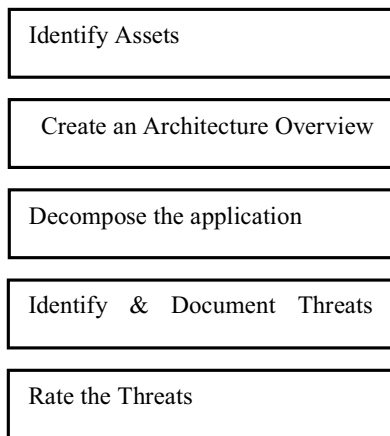 Identify Assets
Create an Architecture Overview
Decompose the application
Identify & Document Threats
Rate the Threats